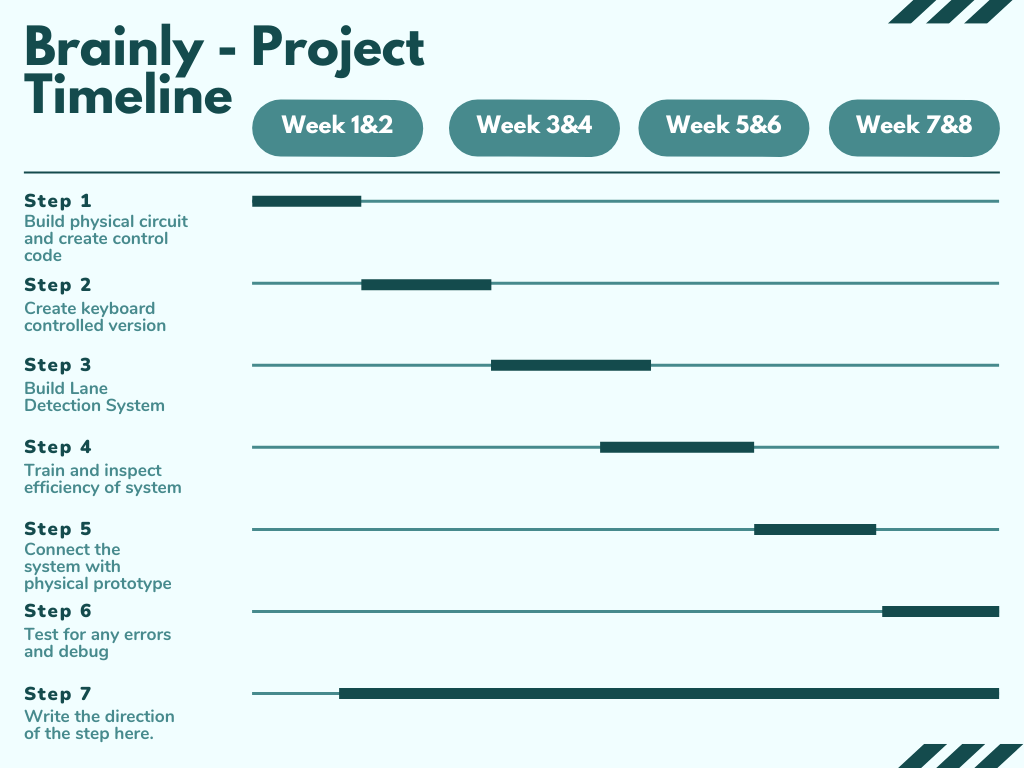 Brainly - Project
Timeline
Week 1&2
Week 3&4
Week 5&6
Week 7&8
Step 1
Build physical circuit
and create control
code
Step 2
Create keyboard
controlled version
Step 3
Build Lane
Detection System
Step 4
Train and inspect
efficiency of system
Step 5
Connect the
system with
physical prototype
Step 6
Test for any errors
and debug
Step 7
Write the direction
of the step here.